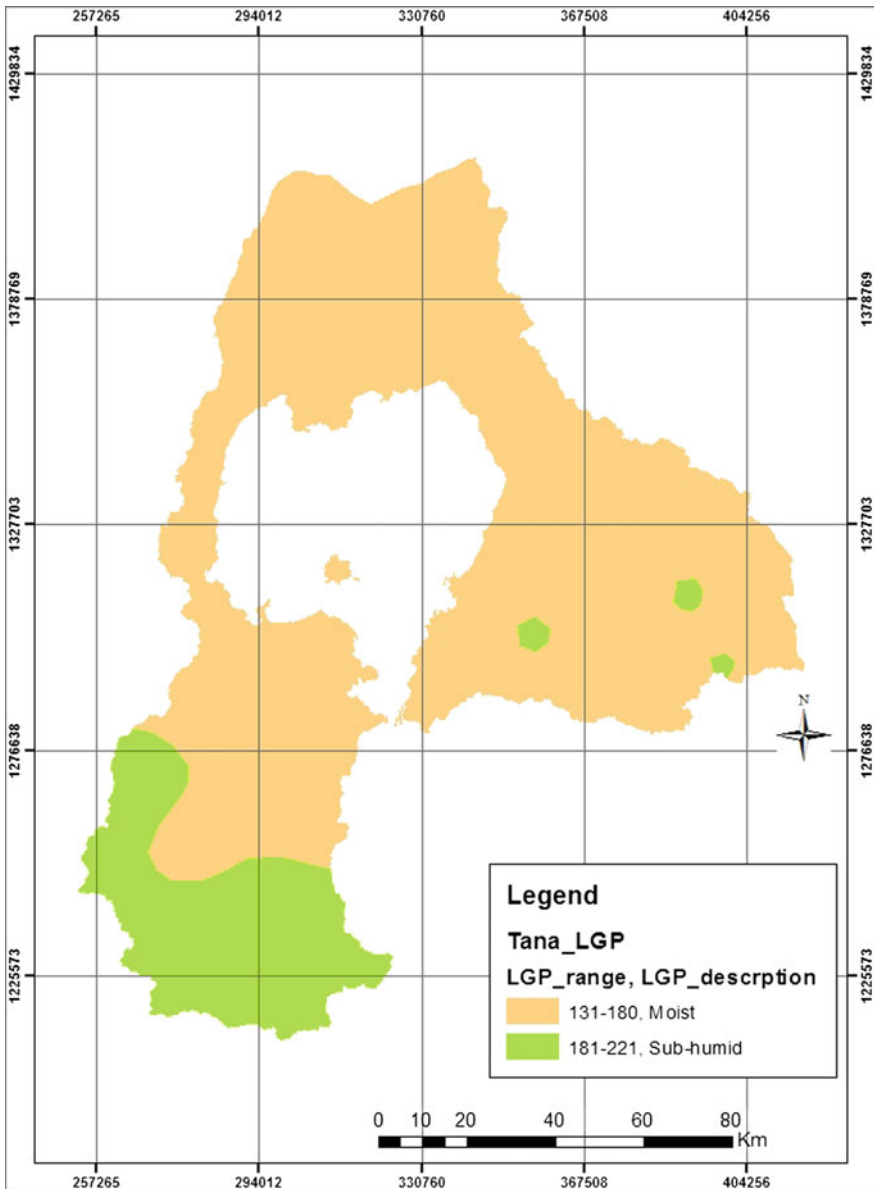 257265 294012 330760 367508 404256
1429834 1429834
1378769 1378769
1327703 1327703
N
1276638 1276638
Legend
Tana_LGP
LGP_range, LGP_descrption
131-180, Moist
1225573 1225573
181-221, Sub-humid
0 10 20 40 60 80
Km
257265 294012 330760 367508 404256